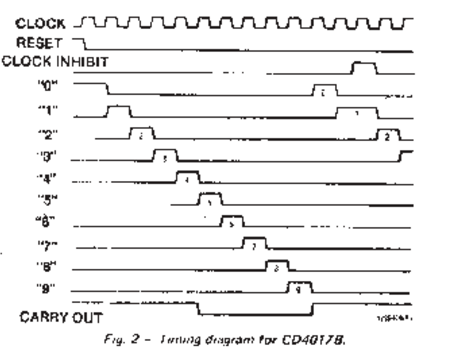 CLOCK
RESET
CLOCK INHIBIT
"0"
"1"
"2"
"3"
"4"
"5"
"6"
"7"
"8"
"9"
CARRY OUT
Fig. 2 – Timing diagram for CD4017B.